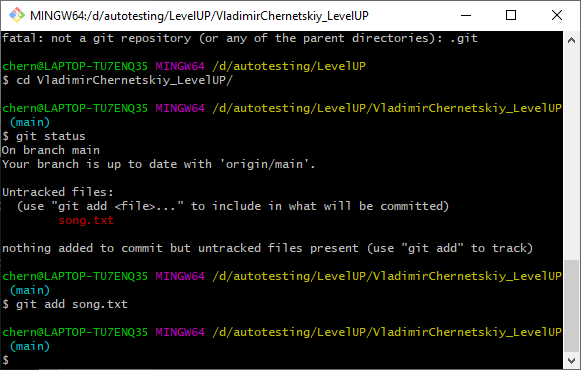 MINGW64:/d/autotesting/LevelUP/VladimirChernetskiy_LevelUP
fatal: not a git repository (or any of the parent directories): .git
chern@LAPTOP-TU7ENQ35 MINGW64 /d/autotesting/LevelUP
$ cd VladimirChernetskiy_LevelUP/
chern@LAPTOP-TU7ENQ35 MINGW64 /d/autotesting/LevelUP/VladimirChernetskiy_LevelUP
(main)
$ git status
On branch main
Your branch is up to date with 'origin/main'.
Untracked files:
(use "git add <file>..." to include in what will be committed)
song.txt
nothing added to commit but untracked files present (use "git add" to track)
chern@LAPTOP-TU7ENQ35 MINGW64 /d/autotesting/LevelUP/VladimirChernetskiy_LevelUP
(main)
$ git add song.txt
chern@LAPTOP-TU7ENQ35 MINGW64 /d/autotesting/LevelUP/VladimirChernetskiy_LevelUP
(main)
$